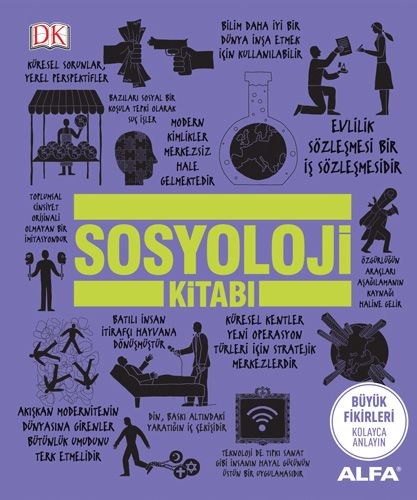 DK
BİLİM DAHA İYİ BİR
DÜNYA İNŞA ETMEK
İÇİN KULLANILABİLİR
KÜRESEL SORUNLAR,
YEREL PERSPEKTİFLER
BAZILARI SOSYAL BİR
KOŞULA TEPKİ OLARAK
SUÇ İŞLER
MODERN
KİMLİKLER
MERKEZSİZ
HALE
GELMEKTEDİR
EVLİLİK
SÖZLEŞMESİ BİR
İŞ SÖZLEŞMESİDİR
TOPLUMSAL
CİNSİYET
ORİJİNALİ
OLMAYAN BİR
İMİTASYONDUR
SOSYOLOJİ
KİTABI
ÖZGÜRLÜĞÜN
ARAÇLARI
AŞAĞILAMANIN
KAYNAĞI
HALİNE GELİR
BATILI İNSAN
İTİRAFÇI HAYVANA
DÖNÜŞMÜŞTÜR
KÜRESEL KENTLER
YENİ OPERASYON
TÜRLERİ İÇİN STRATEJİK
MERKEZLERDİR
AKIŞKAN MODERNİTENİN
DÜNYASINA GİRENLER
BÜTÜNLÜK UMUDUNU
TERK ETMELİDİR
DİN, BASKI ALTINDAKİ
YARATIĞIN İÇ ÇEKİŞİDİR
TEKNOLOJİ DE TIPKI SANAT
GİBİ İNSANIN HAYAL GÜCÜNÜN
ÜSTÜN BİR UYGULAMASIDIR
BÜYÜK
FİKİRLERİ
KOLAYCA
ANLAYIN
ALFA®